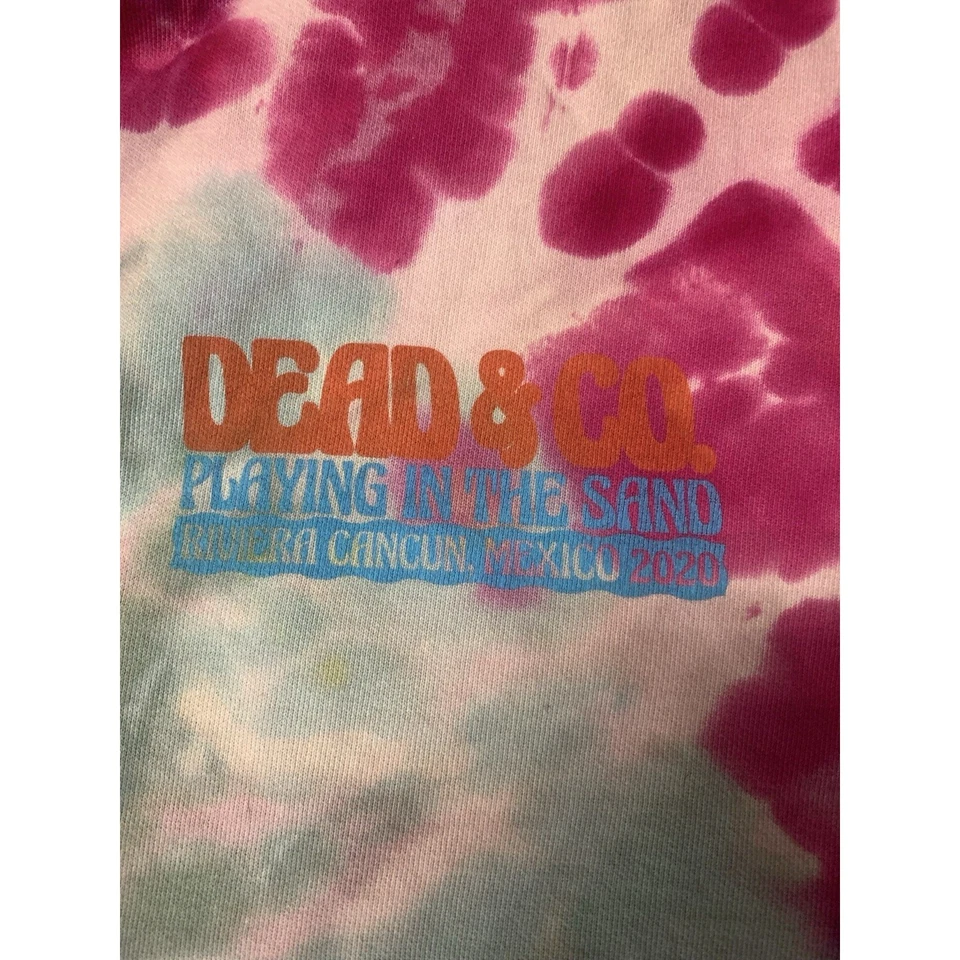 DEAD & CO.
PLAYING IN THE SAND
RIVIERA CANCUN, MEXICO 2020